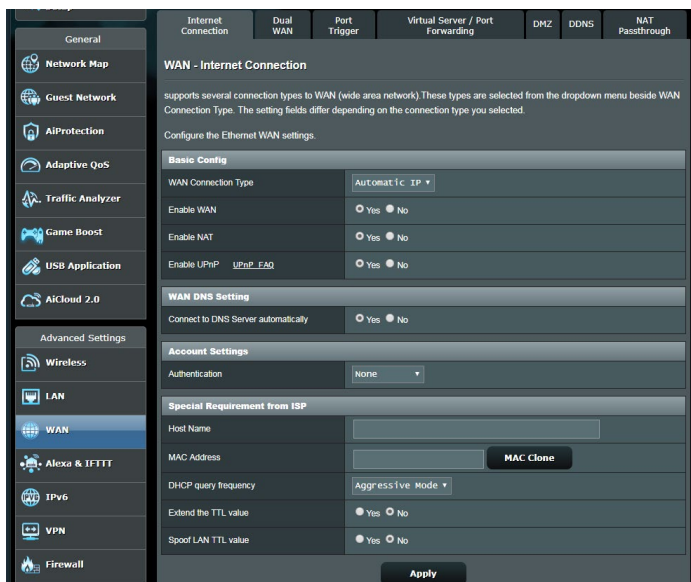 General
Network Map
Guest Network
AiProtection
Adaptive QoS
Traffic Analyzer
Game Boost
USB Application
AiCloud 2.0
Advanced Settings
Wireless
LAN
WAN
Alexa & IFTTT
IPv6
VPN
Firewall
Internet Connection
Dual WAN
Port Trigger
Virtual Server / Port Forwarding
DMZ
DDNS
NAT Passthrough
WAN - Internet Connection
supports several connection types to WAN (wide area network).These types are selected from the dropdown menu beside WAN
Connection Type. The setting fields differ depending on the connection type you selected.
Configure the Ethernet WAN settings.
Basic Config
WAN Connection Type Automatic IP
Enable WAN Yes No
Enable NAT Yes No
Enable UPnP UPnP FAQ Yes No
WAN DNS Setting
Connect to DNS Server automatically Yes No
Account Settings
Authentication None
Special Requirement from ISP
Host Name
MAC Address MAC Clone
DHCP query frequency Aggressive Mode
Extend the TTL value Yes No
Spoof LAN TTL value Yes No
Apply